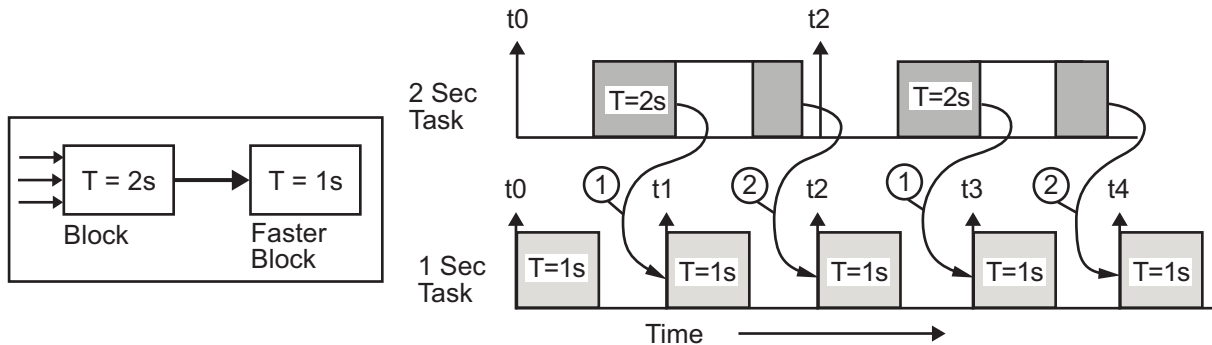 T = 2s
T = 1s
Block
Faster
Block
t0
t2
2 Sec
Task
T=2s
T=2s
t0
1
t1
2
t2
1
t3
2
t4
1 Sec
Task
T=1s
T=1s
T=1s
T=1s
T=1s
Time